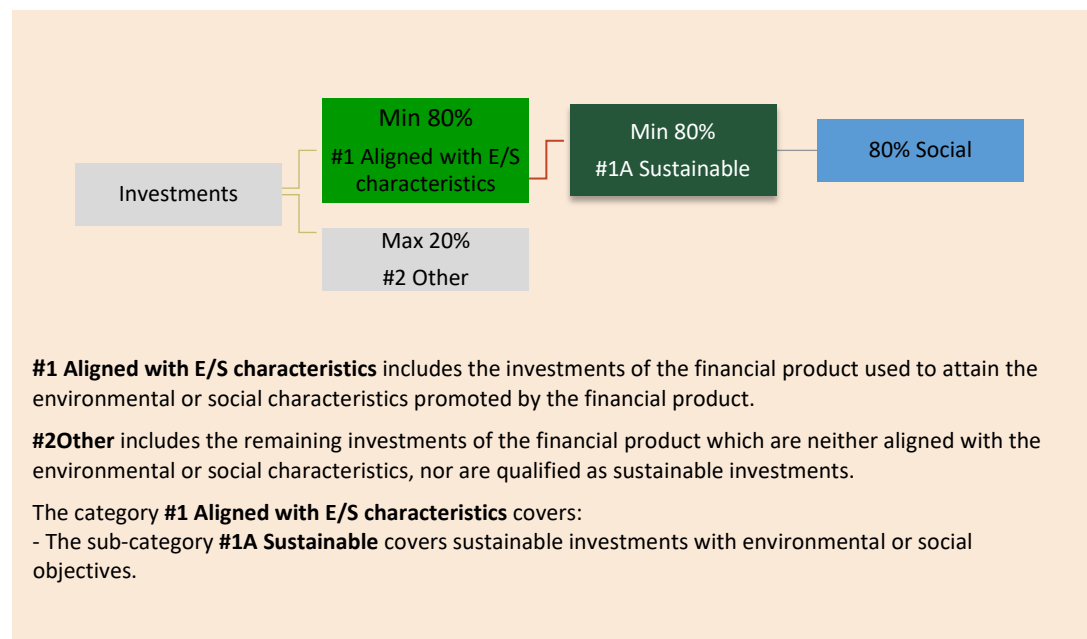 Min 80%
#1 Aligned with E/S
characteristics
Min 80%
#1A Sustainable
80% Social
Investments
Max 20%
#2 Other
#1 Aligned with E/S characteristics includes the investments of the financial product used to attain the
environmental or social characteristics promoted by the financial product.
#2Other includes the remaining investments of the financial product which are neither aligned with the
environmental or social characteristics, nor are qualified as sustainable investments.
The category #1 Aligned with E/S characteristics covers:
- The sub-category #1A Sustainable covers sustainable investments with environmental or social
objectives.